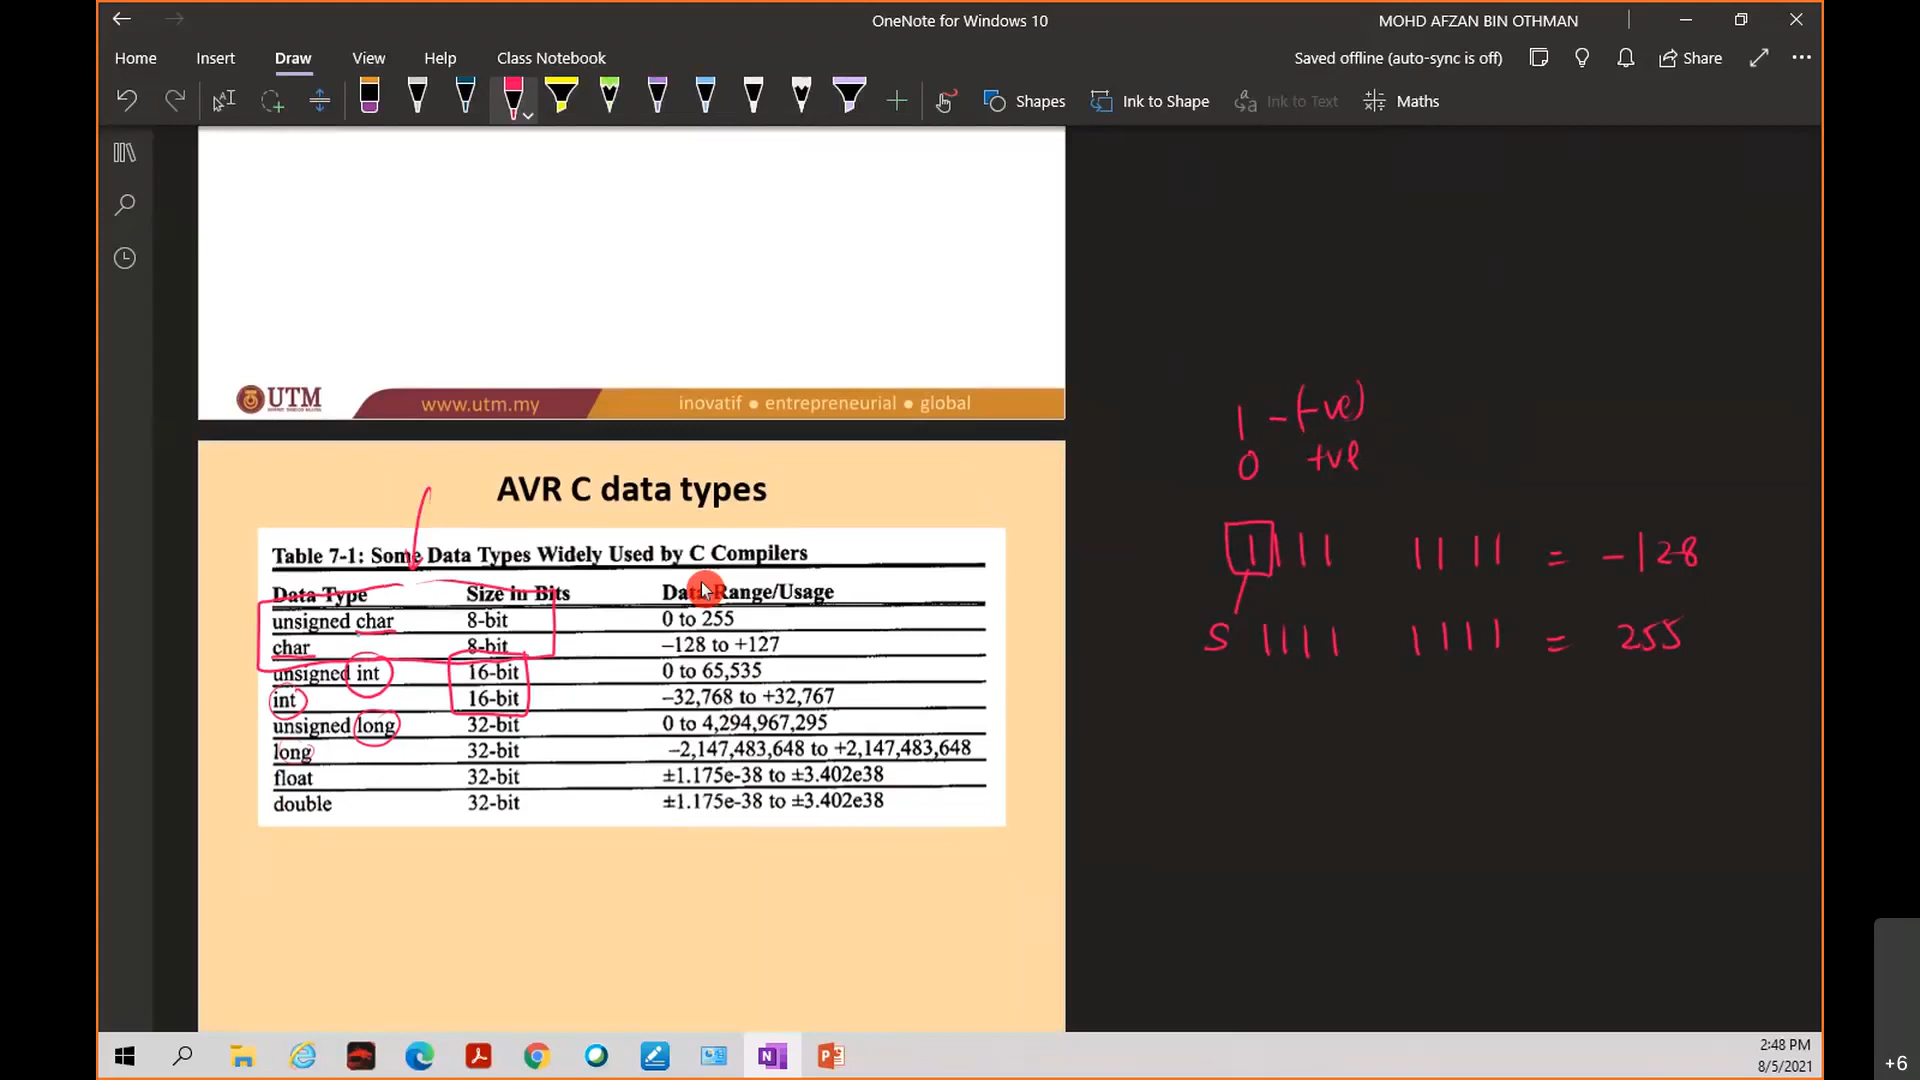 OneNote for Windows 10
MOHD AFZAN BIN OTHMAN
Home Insert Draw View Help Class Notebook
Saved offline (auto-sync is off) Share
Shapes Ink to Shape Ink to Text Maths
UTM
www.utm.my
inovatif ● entrepreneurial ● global
AVR C data types
Table 7-1: Some Data Types Widely Used by C Compilers
Data Type Size in Bits Data Range/Usage
unsigned char 8-bit 0 to 255
char 8-bit –128 to +127
unsigned int 16-bit 0 to 65,535
int 16-bit –32,768 to +32,767
unsigned long 32-bit 0 to 4,294,967,295
long 32-bit –2,147,483,648 to +2,147,483,648
float 32-bit ±1.175e-38 to ±3.402e38
double 32-bit ±1.175e-38 to ±3.402e38
1 – (-ve)
0 +ve
1111 1111 = -128
S 1111 1111 = 255
2:48 PM
8/5/2021
+6